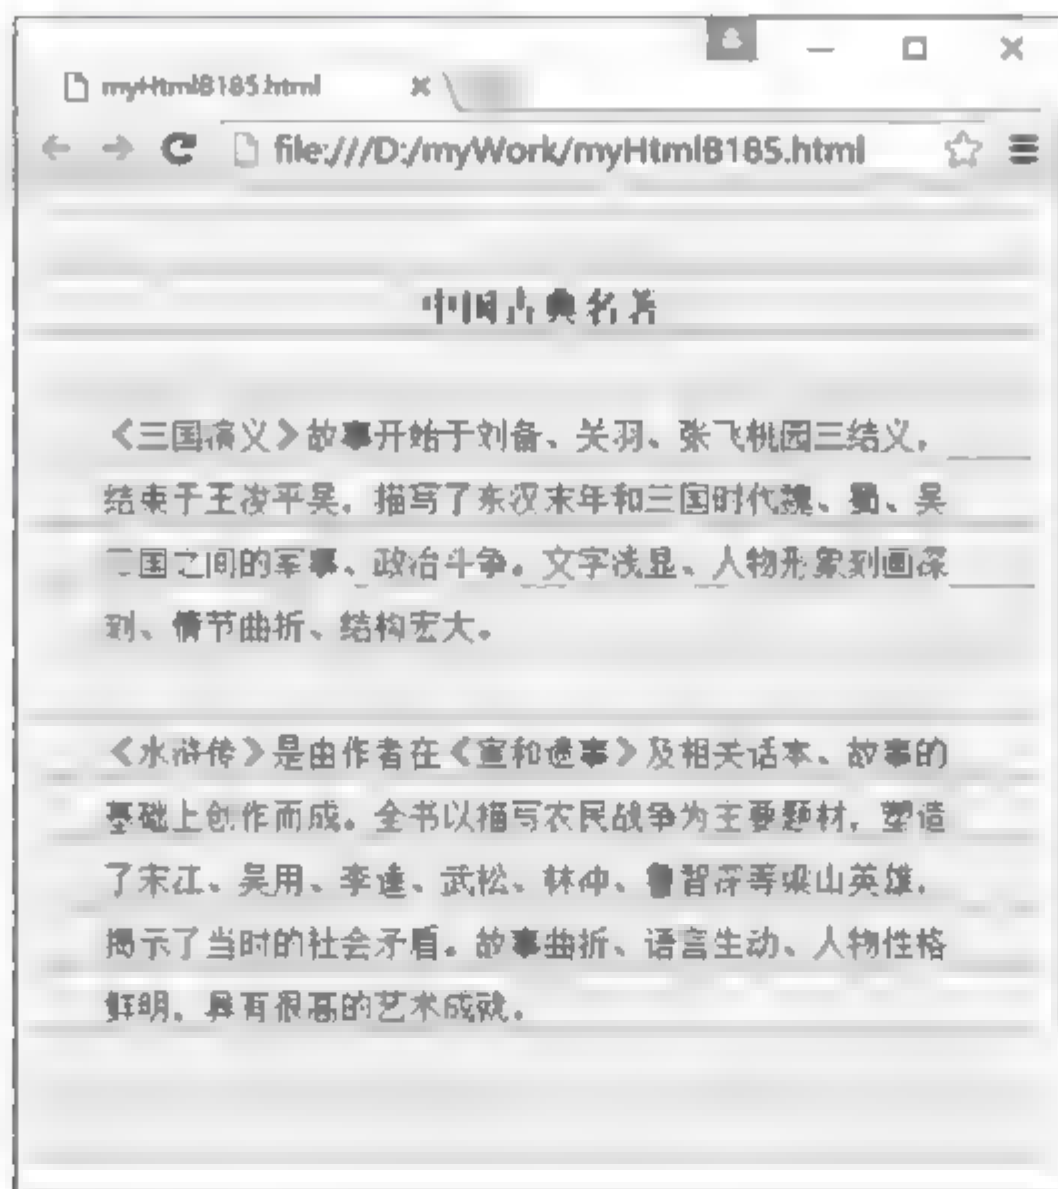 myHtmlB185.html
file:///D:/myWork/myHtmlB185.html
中国古典名著
《三国演义》故事开始于刘备、关羽、张飞桃园三结义,
结束于王浚平吴,描写了东汉末年和三国时代魏、蜀、吴
三国之间的军事、政治斗争。文字浅显、人物形象刻画深
刻、情节曲折、结构宏大。
《水浒传》是由作者在《宣和遗事》及相关话本、故事的
基础上创作而成。全书以描写农民战争为主要题材,塑造
了宋江、吴用、李逵、武松、林冲、鲁智深等梁山英雄,
揭示了当时的社会矛盾。故事曲折、语言生动、人物性格
鲜明,具有很高的艺术成就。